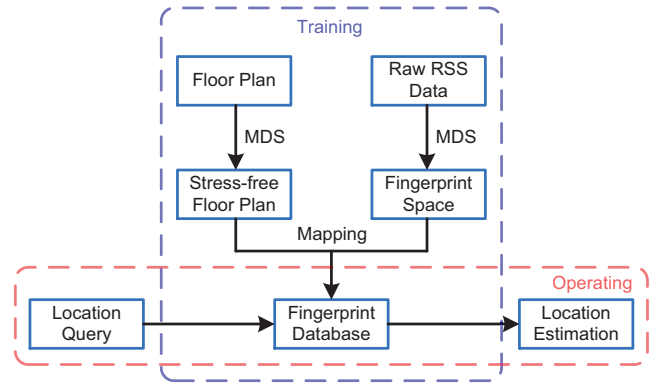 Training
Floor Plan
Raw RSS
Data
MDS
MDS
Stress-free
Floor Plan
Fingerprint
Space
Mapping
Operating
Location
Query
Fingerprint
Database
Location
Estimation